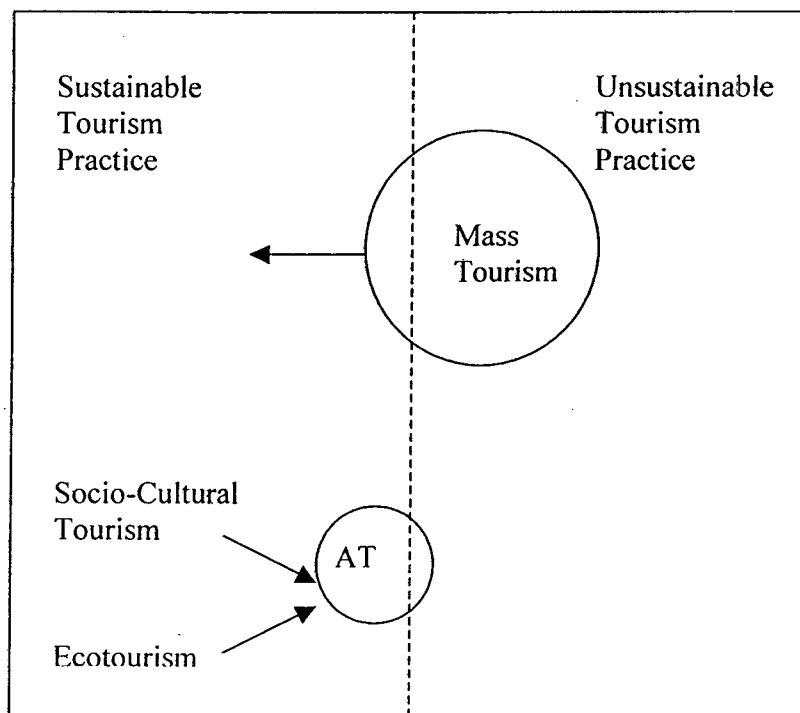 Sustainable
Tourism
Practice
Unsustainable
Tourism
Practice
Mass
Tourism
Socio-Cultural
Tourism
AT
Ecotourism